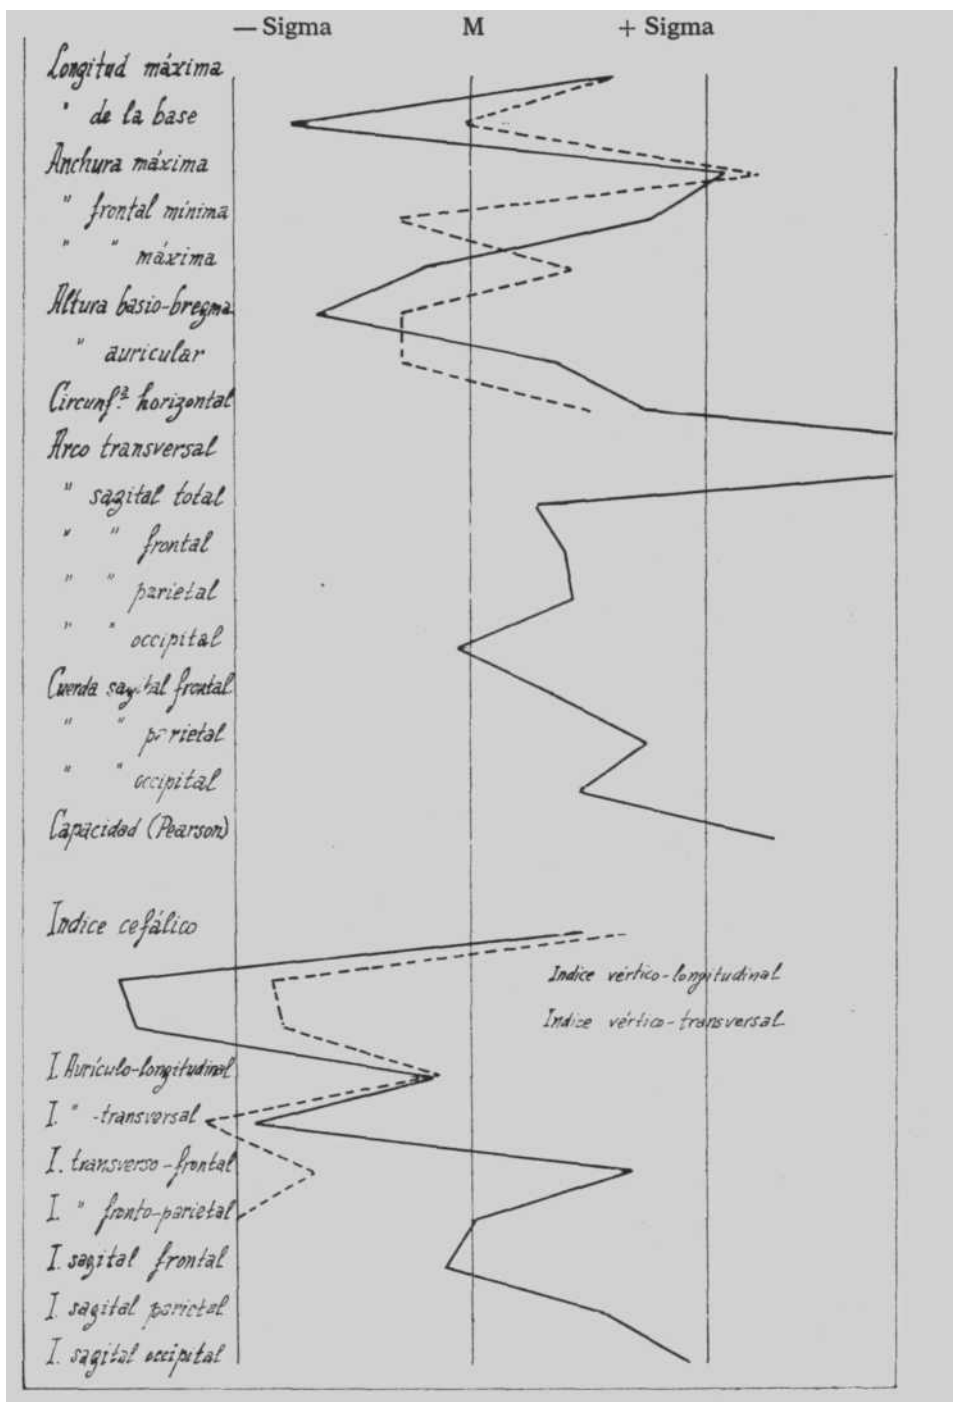 — Sigma M + Sigma
Longitud máxima
" de la base
Anchura máxima
" frontal mínima
" " máxima
Altura basio-bregma
" auricular
Circunf.ª horizontal
Arco transversal
" sagital total
" " frontal
" " parietal
" " occipital
Cuerda sagital frontal
" " parietal
" " occipital
Capacidad (Pearson)
Indice cefálico
Indice vértico-longitudinal
Indice vértico-transversal
I. Aurículo-longitudinal
I. " -transversal
I. transverso-frontal
I. " fronto-parietal
I. sagital frontal
I. sagital parietal
I. sagital occipital